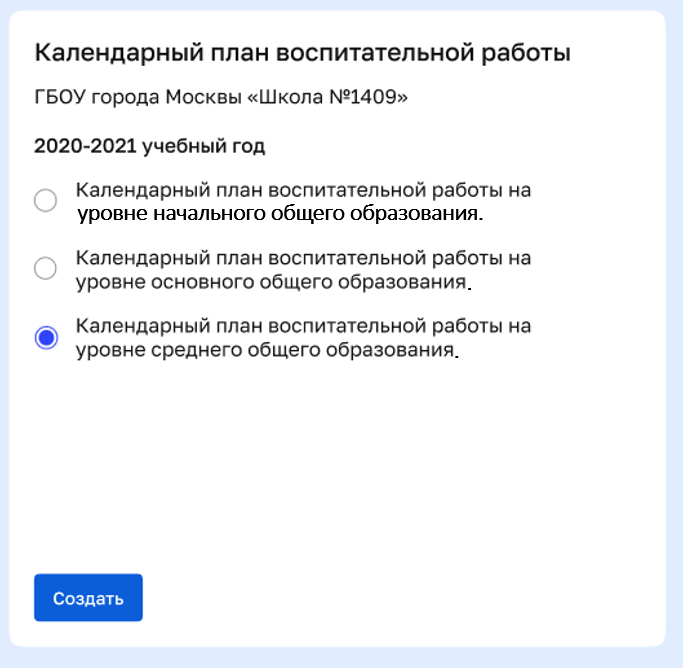 Календарный план воспитательной работы
ГБОУ города Москвы «Школа №1409»
2020-2021 учебный год
Календарный план воспитательной работы на
уровне начального общего образования.
Календарный план воспитательной работы на
уровне основного общего образования.
Календарный план воспитательной работы на
уровне среднего общего образования.
Создать